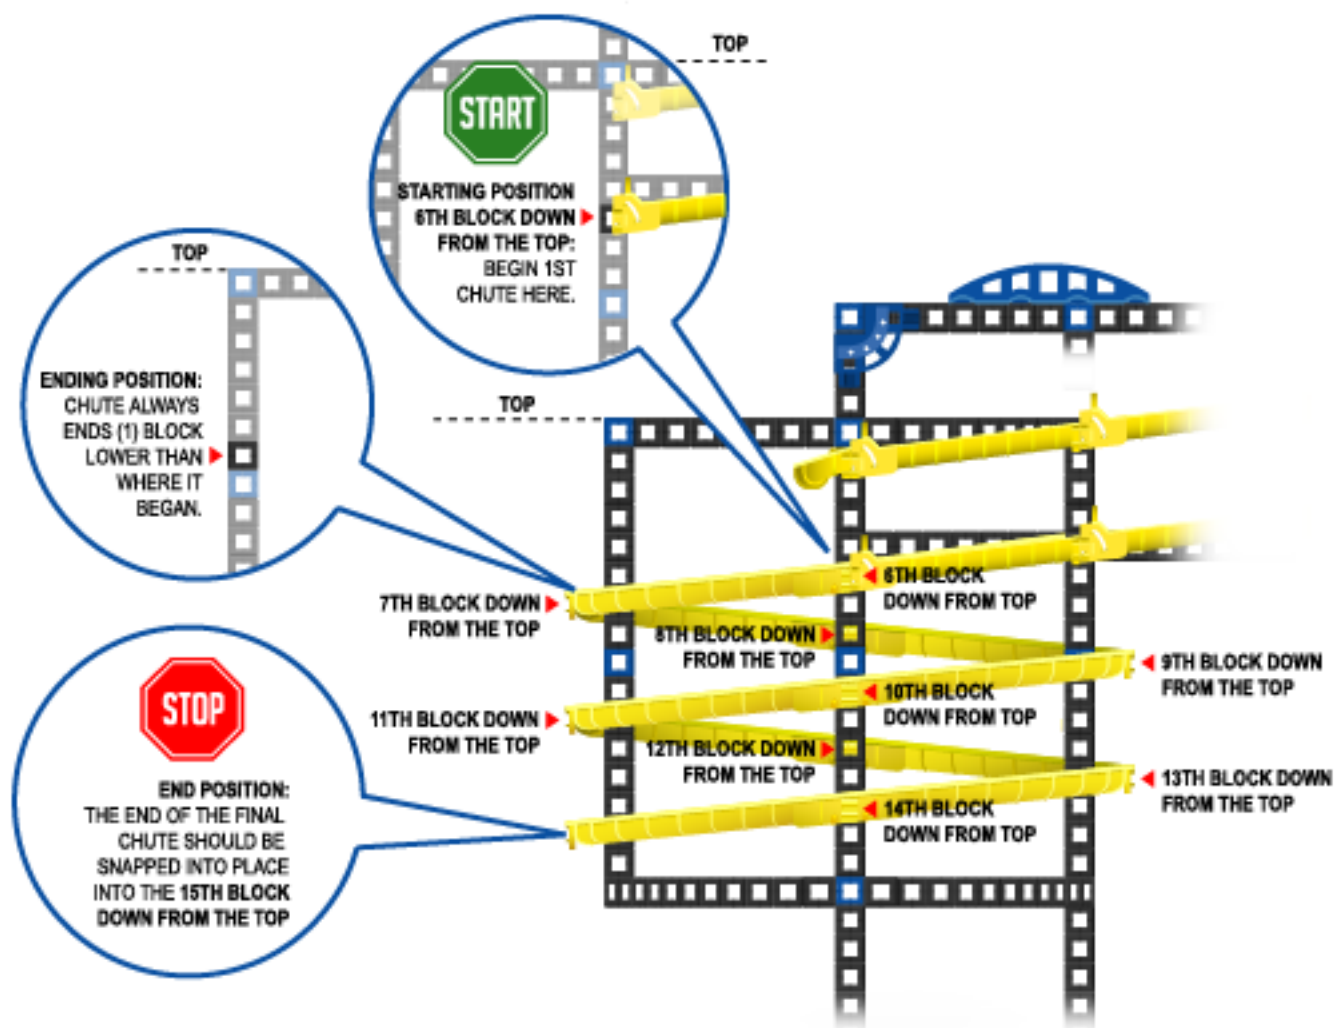 TOP
START
STARTING POSITION
6TH BLOCK DOWN
FROM THE TOP:
BEGIN 1ST
CHUTE HERE.
TOP
ENDING POSITION:
CHUTE ALWAYS
ENDS (1) BLOCK
LOWER THAN
WHERE IT
BEGAN.
TOP
6TH BLOCK
DOWN FROM TOP
7TH BLOCK DOWN
FROM THE TOP
8TH BLOCK DOWN
FROM THE TOP
9TH BLOCK DOWN
FROM THE TOP
10TH BLOCK
DOWN FROM TOP
11TH BLOCK DOWN
FROM THE TOP
12TH BLOCK DOWN
FROM THE TOP
13TH BLOCK DOWN
FROM THE TOP
14TH BLOCK
DOWN FROM TOP
STOP
END POSITION:
THE END OF THE FINAL
CHUTE SHOULD BE
SNAPPED INTO PLACE
INTO THE 15TH BLOCK
DOWN FROM THE TOP